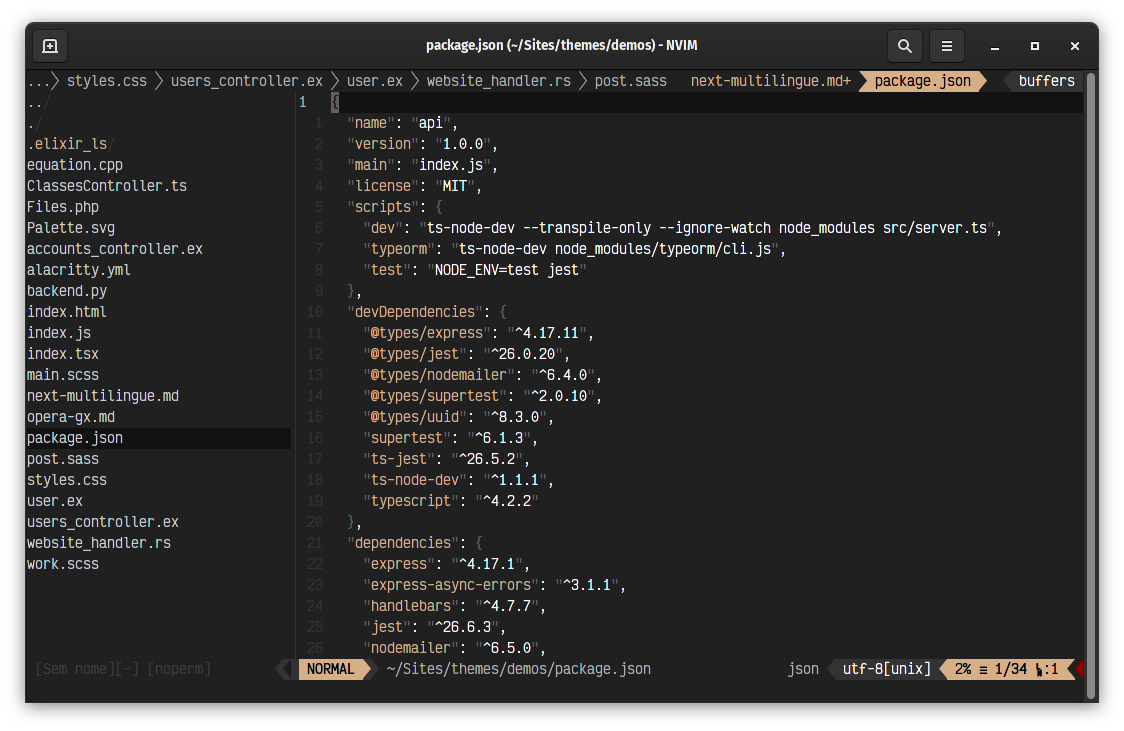 package.json (~/Sites/themes/demos) - NVIM
...
styles.css
users_controller.ex
user.ex
website_handler.rs
post.sass
next-multilingue.md+
package.json
buffers
../
./
.elixir_ls/
equation.cpp
ClassesController.ts
Files.php
Palette.svg
accounts_controller.ex
alacritty.yml
backend.py
index.html
index.js
index.tsx
main.scss
next-multilingue.md
opera-gx.md
package.json
post.sass
styles.css
user.ex
users_controller.ex
website_handler.rs
work.scss
1 {
1 "name": "api",
2 "version": "1.0.0",
3 "main": "index.js",
4 "license": "MIT",
5 "scripts": {
6 "dev": "ts-node-dev --transpile-only --ignore-watch node_modules src/server.ts",
7 "typeorm": "ts-node-dev node_modules/typeorm/cli.js",
8 "test": "NODE_ENV=test jest"
9 },
10 "devDependencies": {
11 "@types/express": "^4.17.11",
12 "@types/jest": "^26.0.20",
13 "@types/nodemailer": "^6.4.0",
14 "@types/supertest": "^2.0.10",
15 "@types/uuid": "^8.3.0",
16 "supertest": "^6.1.3",
17 "ts-jest": "^26.5.2",
18 "ts-node-dev": "^1.1.1",
19 "typescript": "^4.2.2"
20 },
21 "dependencies": {
22 "express": "^4.17.1",
23 "express-async-errors": "^3.1.1",
24 "handlebars": "^4.7.7",
25 "jest": "^26.6.3",
26 "nodemailer": "^6.5.0",
[Sem nome][-] [noperm]
NORMAL
~/Sites/themes/demos/package.json
json
utf-8[unix]
2% ≡ 1/34 ㏑:1